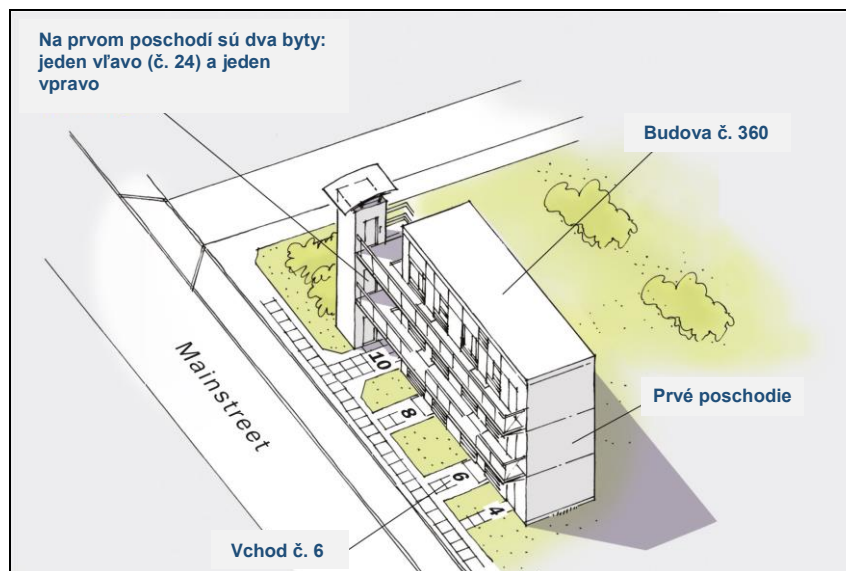 Na prvom poschodí sú dva byty:
jeden vľavo (č. 24) a jeden
vpravo
Budova č. 360
Mainstreet
10
8
Prvé poschodie
6
4
Vchod č. 6